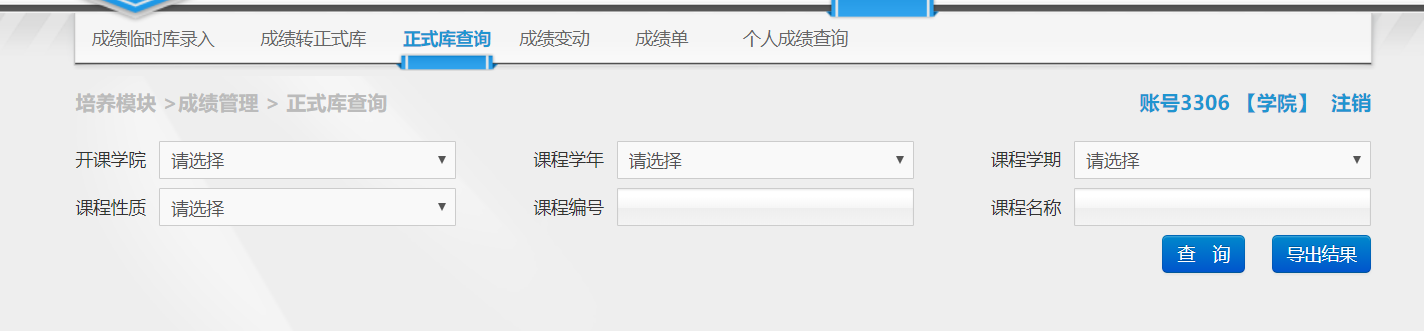 成绩临时库录入 成绩转正式库 正式库查询 成绩变动 成绩单 个人成绩查询
培养模块 >成绩管理 > 正式库查询 账号3306 【学院】 注销
开课学院 请选择 课程学年 请选择 课程学期 请选择
课程性质 请选择 课程编号 课程名称
查 询 导出结果